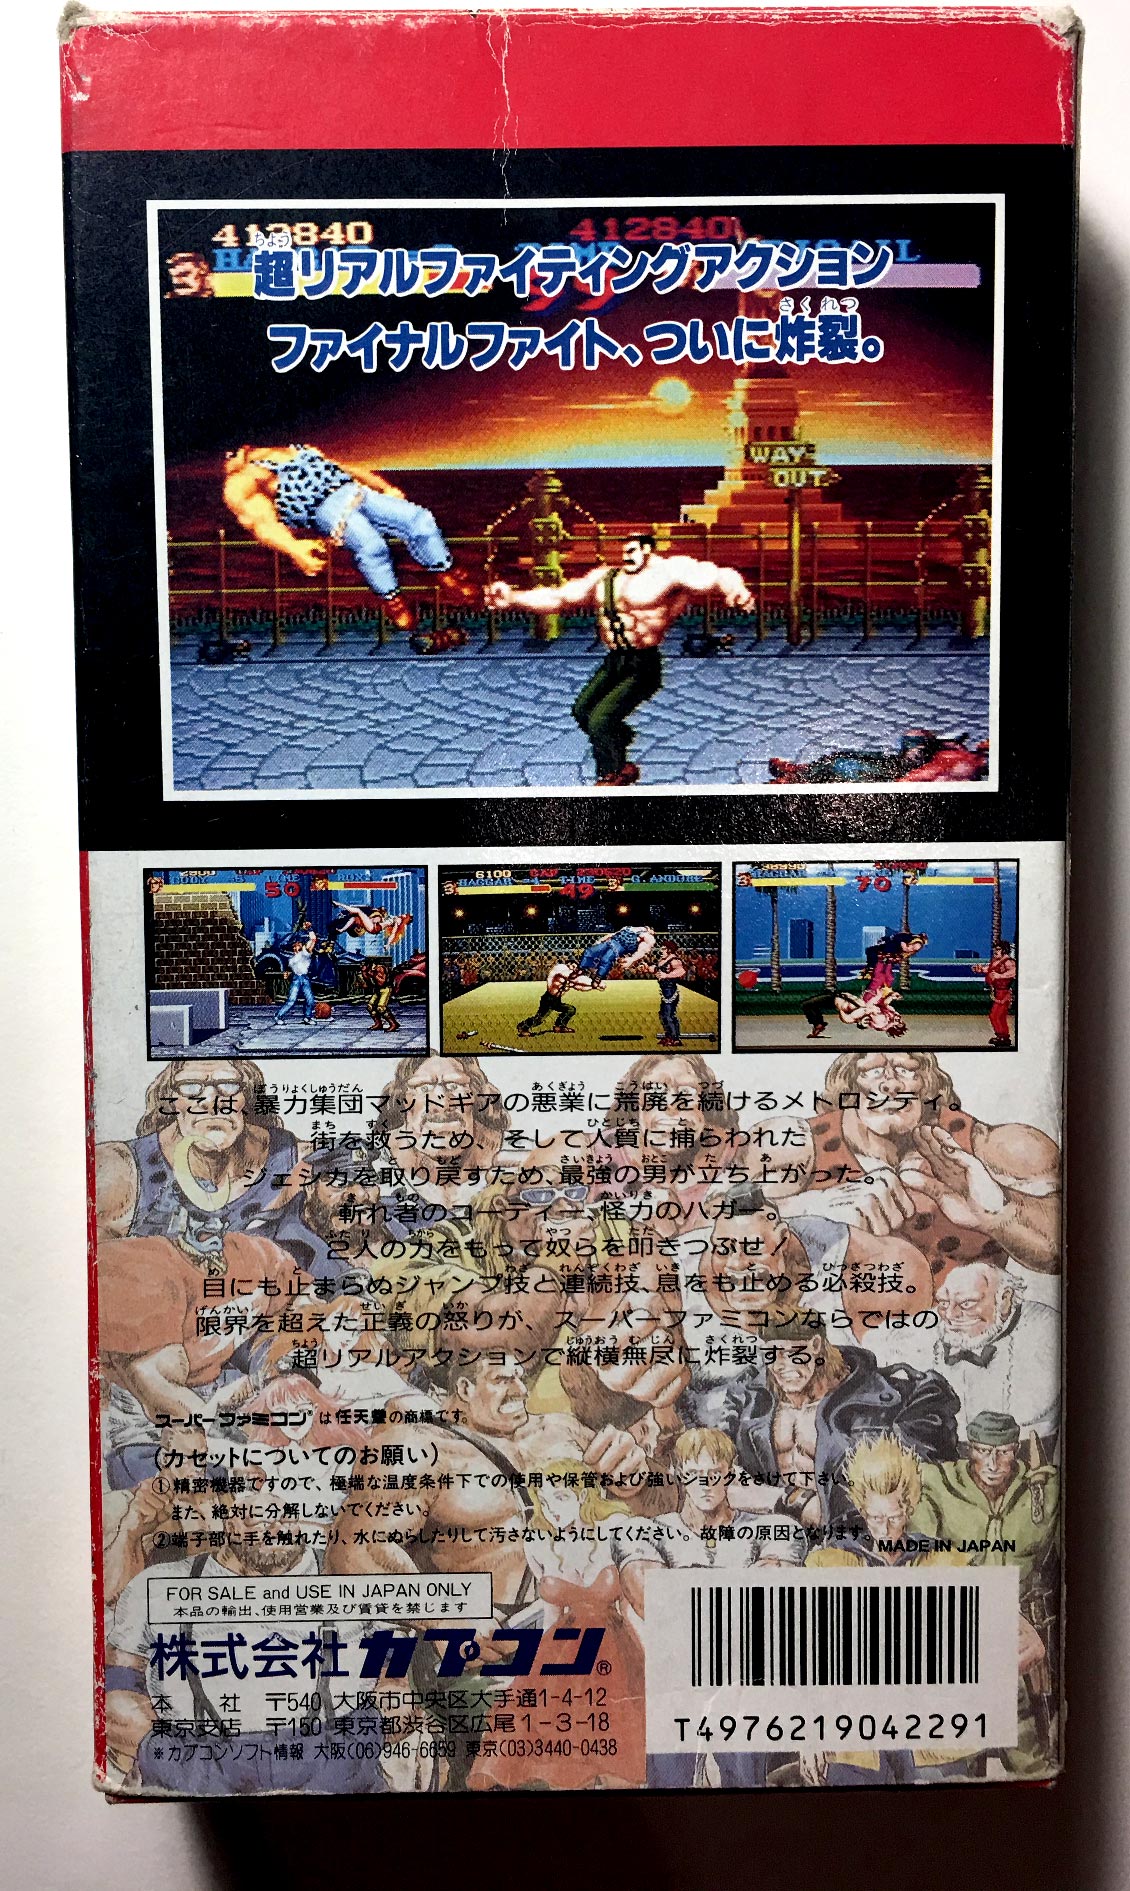 412840 412840
超リアルファイティングアクション
ファイナルファイト、ついに炸裂。
WAY
OUT
50
6100
HAGGAR TIME G. ANDORE
49
HAGGAR
70
ここは、暴力集団マッドギアの悪業に荒廃を続けるメトロシティ。
街を救うため、そして人質に捕らわれた
ジェシカを取り戻すため、最強の男が立ち上がった。
斬れ者のコーディー、怪力のハガー。
2人の力をもって奴らを叩きつぶせ!
目にも止まらぬジャンプ技と連続技、息をも止める必殺技。
限界を超えた正義の怒りが、スーパーファミコンならではの
超リアルアクションで縦横無尽に炸裂する。
スーパーファミコン®は任天堂の商標です。
(カセットについてのお願い)
①精密機器ですので、極端な温度条件下での使用や保管および強いショックをさけて下さい。
また、絶対に分解しないでください。
②端子部に手を触れたり、水にぬらしたりして汚さないようにしてください。故障の原因となります。
MADE IN JAPAN
FOR SALE and USE IN JAPAN ONLY
本品の輸出、使用営業及び賃貸を禁じます
株式会社カプコン®
本 社 〒540 大阪市中央区大手通1-4-12
東京支店 〒150 東京都渋谷区広尾1-3-18
※カプコンソフト情報 大阪(06)946-6659 東京(03)3440-0438
T4976219042291